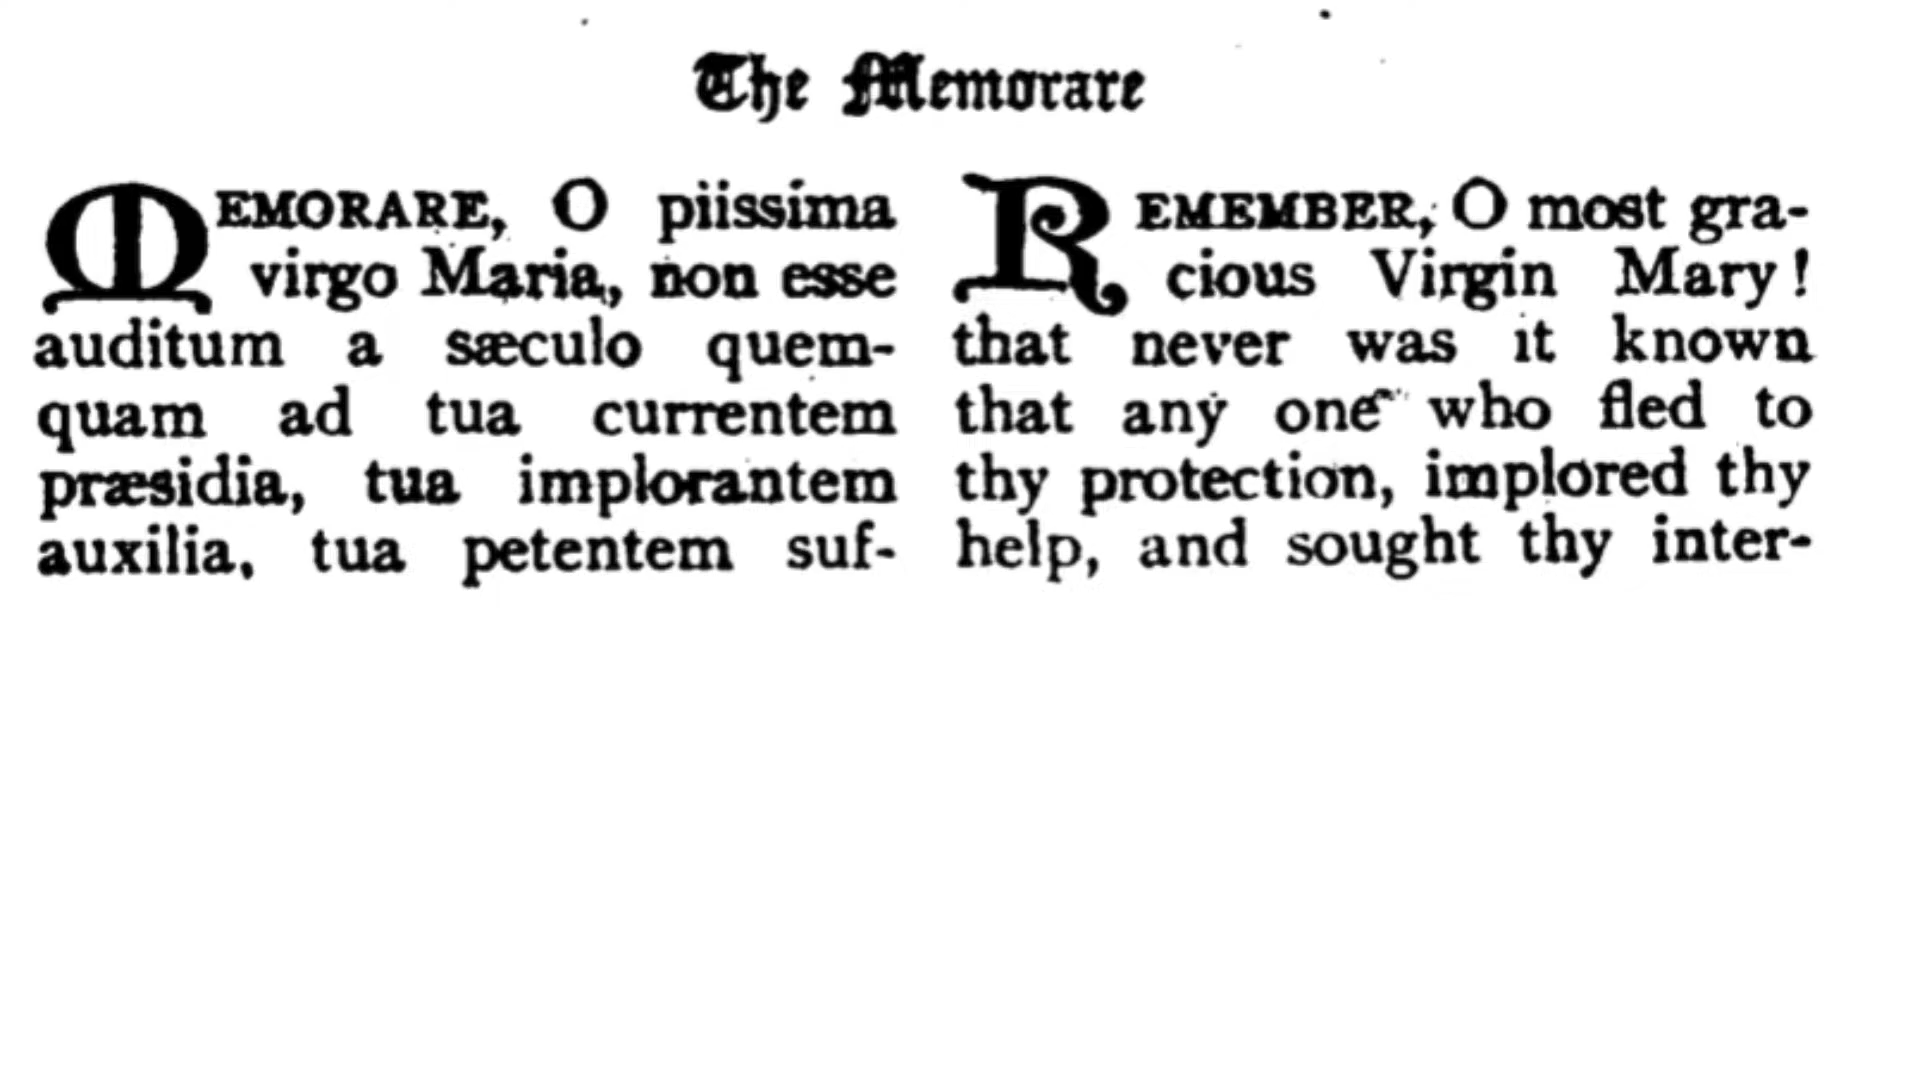 The Memorare
MEMORARE, O piissima
virgo Maria, non esse
auditum a sæculo quem-
quam ad tua currentem
præsidia, tua implorantem
auxilia, tua petentem suf-
REMEMBER, O most gra-
cious Virgin Mary!
that never was it known
that any one who fled to
thy protection, implored thy
help, and sought thy inter-